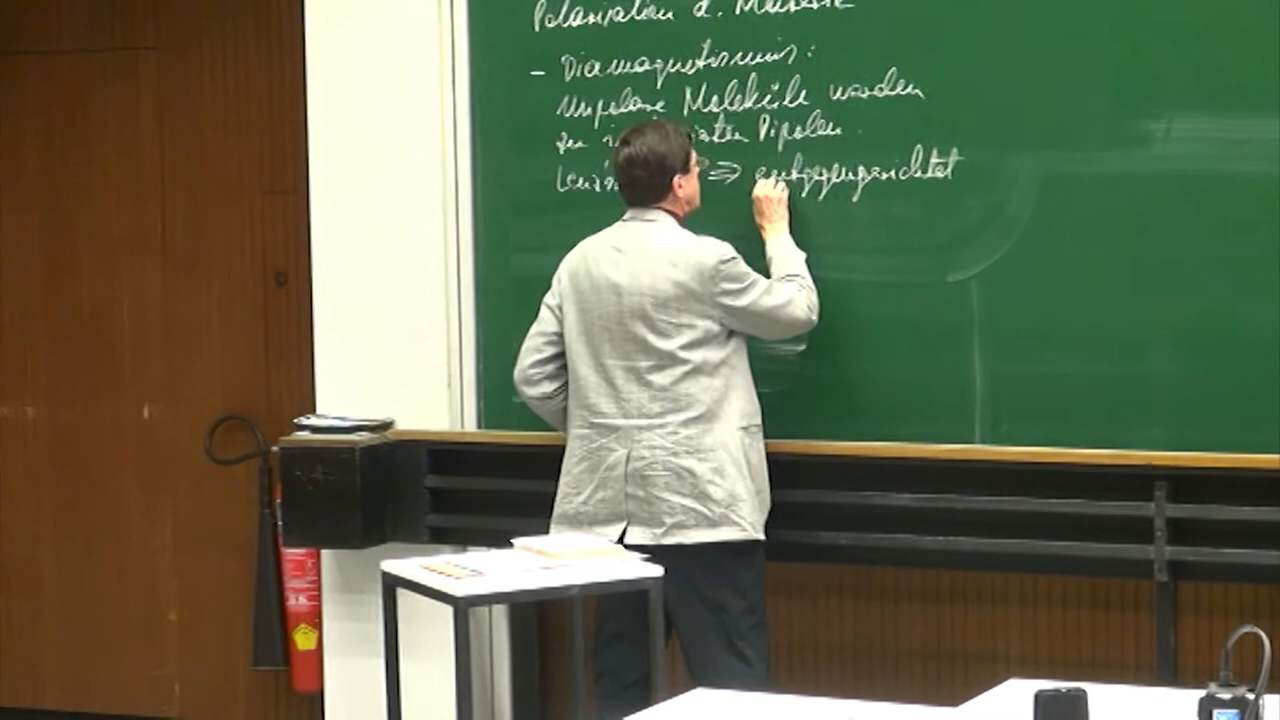 Polarisation d. Materie
- Diamagnetismus:
Unpolare Moleküle werden
zu Dipolen.
⇒ entgegengerichtet